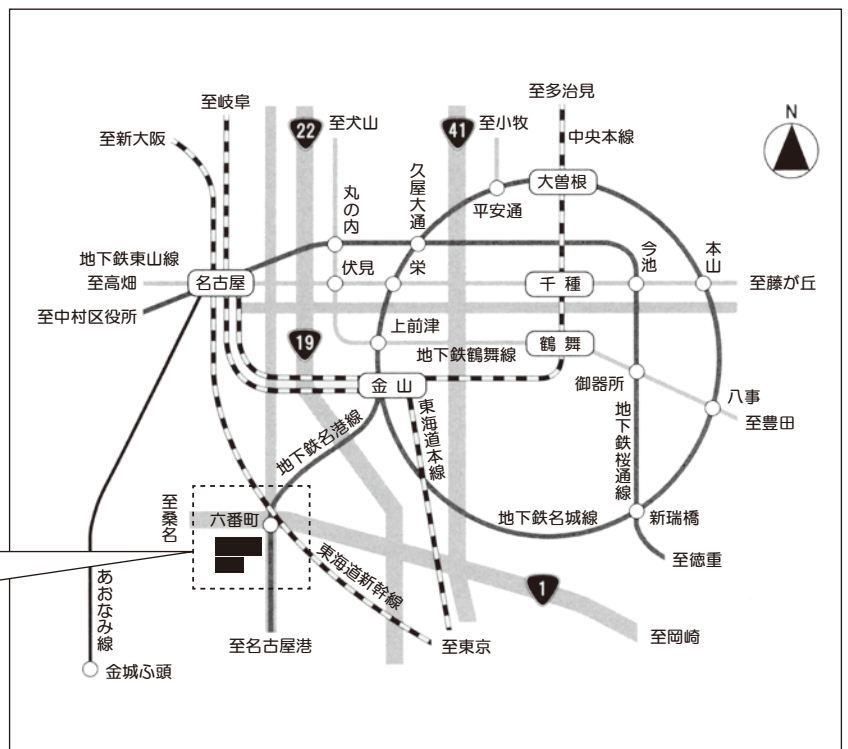 至多治見
至岐阜
N
22
至犬山
41
至小牧
中央本線
至新大阪
久屋大通
大曽根
丸の内
平安通
地下鉄東山線
今池
本山
至高畑
名古屋
伏見
栄
千種
至藤が丘
至中村区役所
19
上前津
地下鉄鶴舞線
鶴舞
金山
御器所
八事
至豊田
東海道本線
地下鉄名港線
地下鉄桜通線
至桑名
六番町
地下鉄名城線
新瑞橋
東海道新幹線
至徳重
あおなみ線
1
至名古屋港
至東京
至岡崎
金城ふ頭